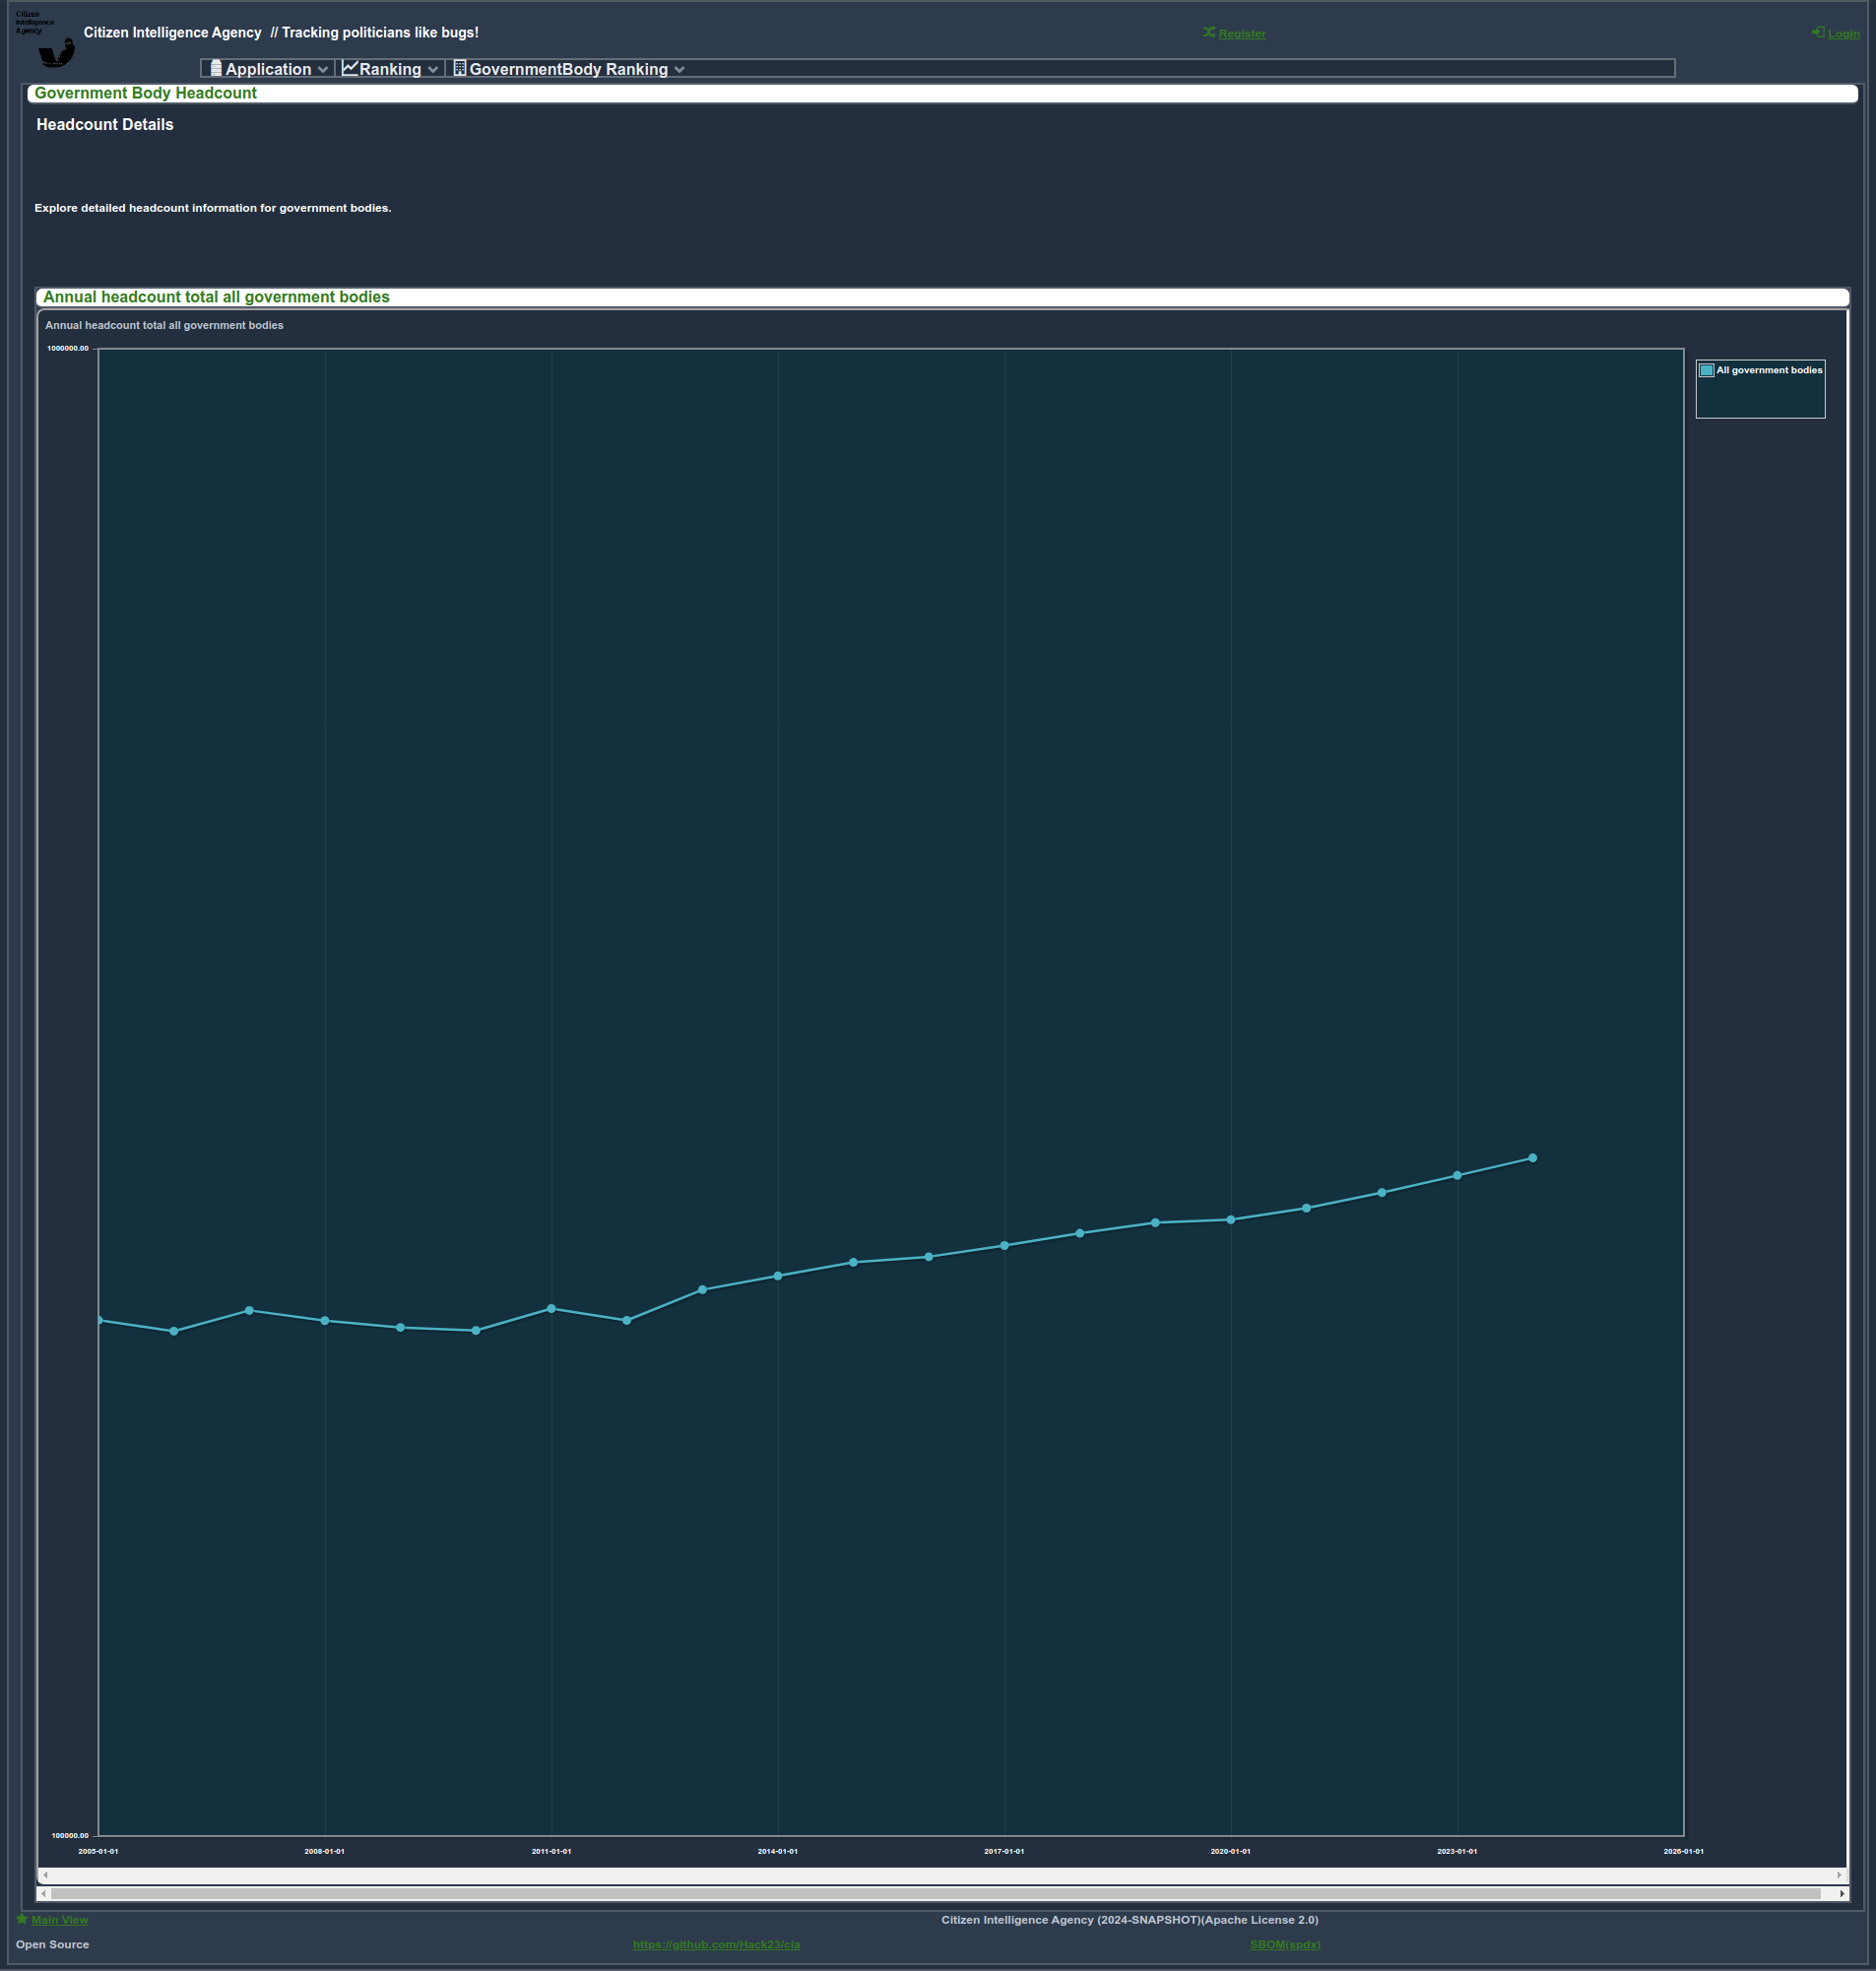 Citizen
Intelligence
Agency
Citizen Intelligence Agency // Tracking politicians like bugs!
Register
Login
Application
Ranking
GovernmentBody Ranking
Government Body Headcount
Headcount Details
Explore detailed headcount information for government bodies.
Annual headcount total all government bodies
Annual headcount total all government bodies
1000000.00
All government bodies
100000.00
2005-01-01
2008-01-01
2011-01-01
2014-01-01
2017-01-01
2020-01-01
2023-01-01
2026-01-01
Main View
Citizen Intelligence Agency (2024-SNAPSHOT)(Apache License 2.0)
Open Source
https://github.com/Hack23/cia
SBOM(spdx)